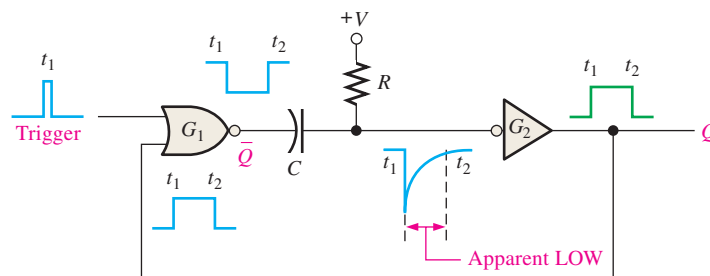 +V
t1
t2
t1
R
t1
t2
G1
G2
Trigger
Q̅
C
Q
t1
t2
t1
t2
Apparent LOW